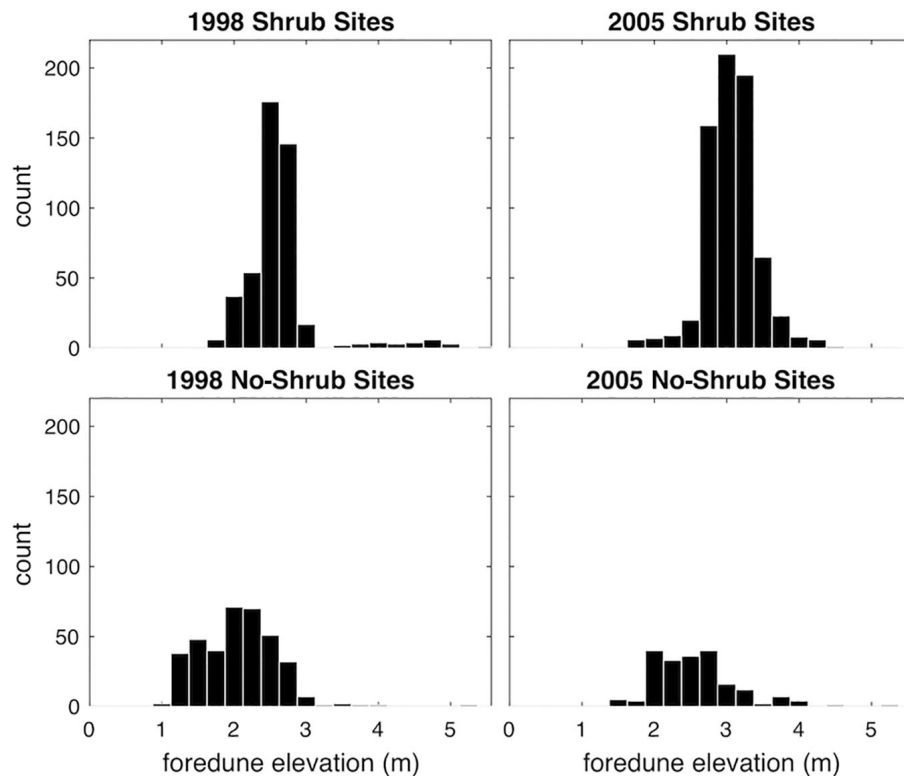 1998 Shrub Sites
2005 Shrub Sites
200
150
100
50
0
count
1998 No-Shrub Sites
2005 No-Shrub Sites
200
150
100
50
0
count
0 1 2 3 4 5
0 1 2 3 4 5
foredune elevation (m)
foredune elevation (m)